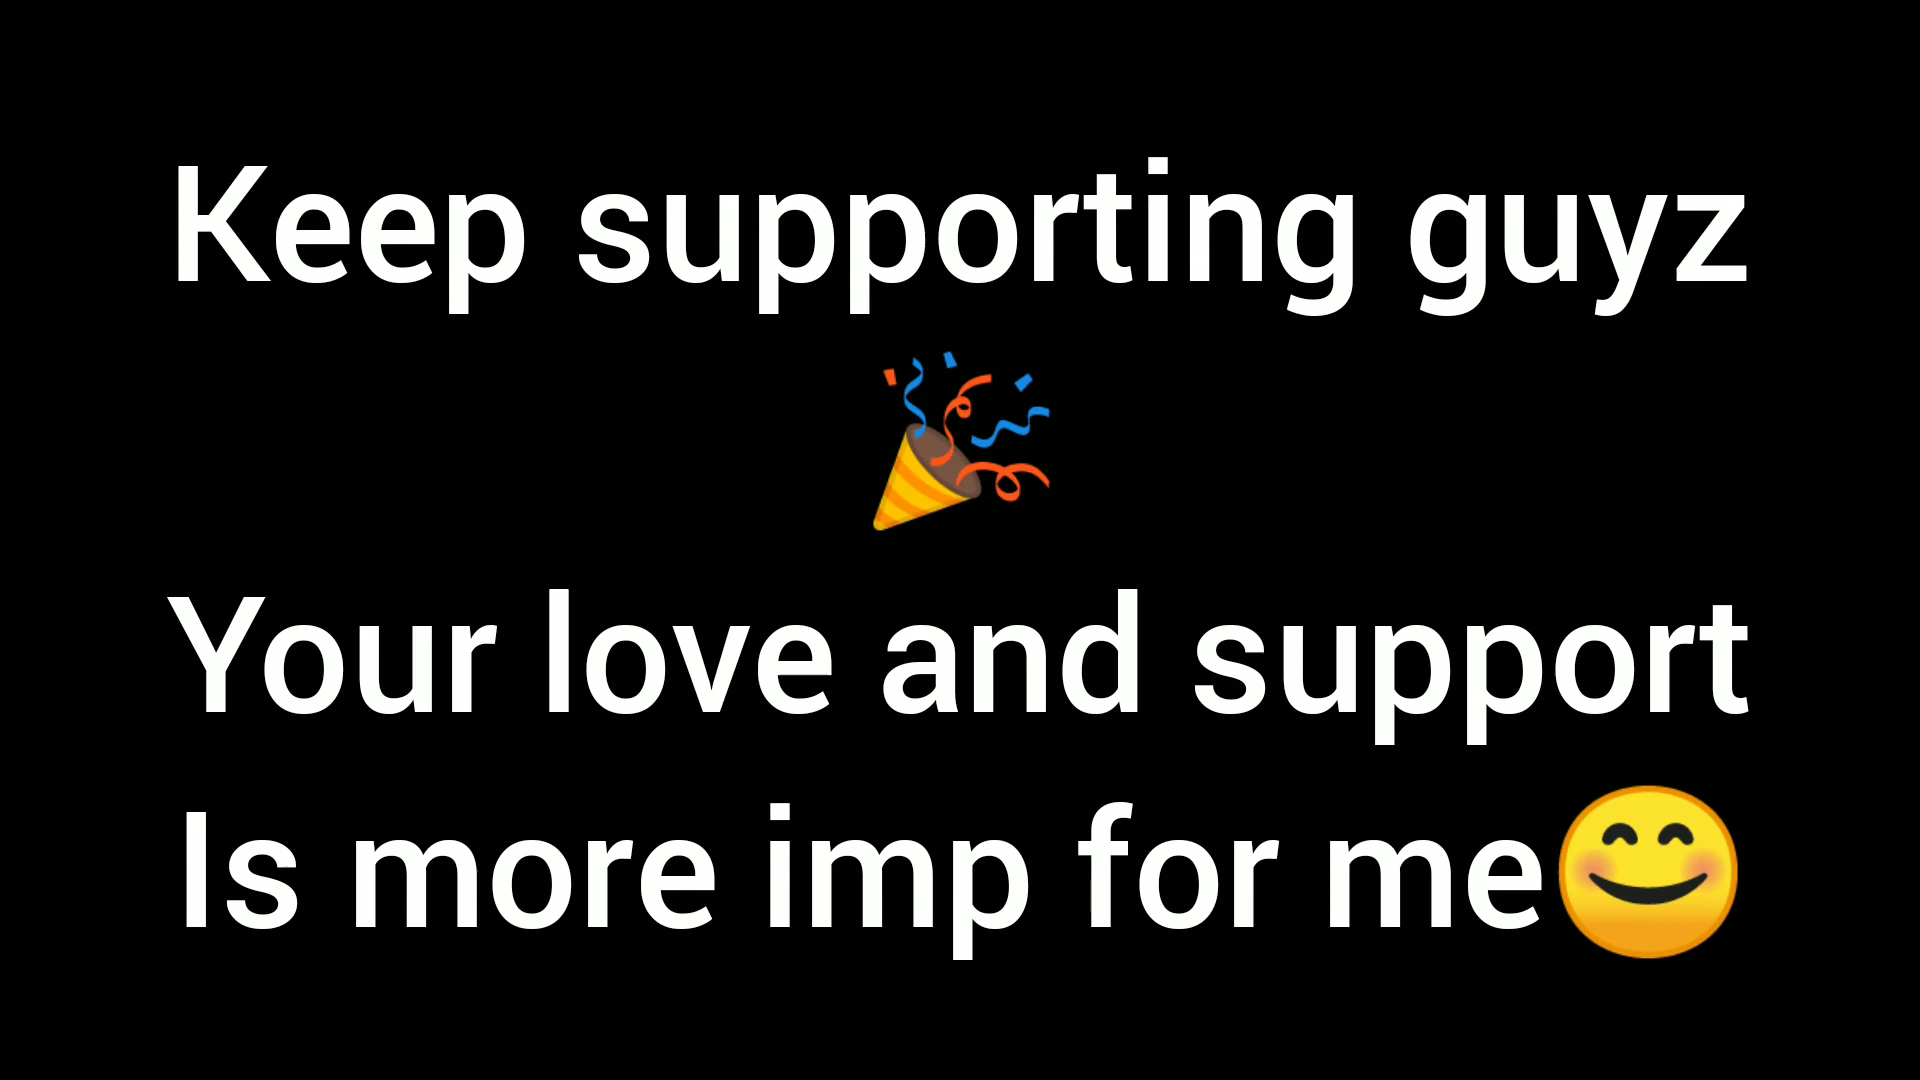 Keep supporting guyz
🎉
Your love and support
Is more imp for me😊